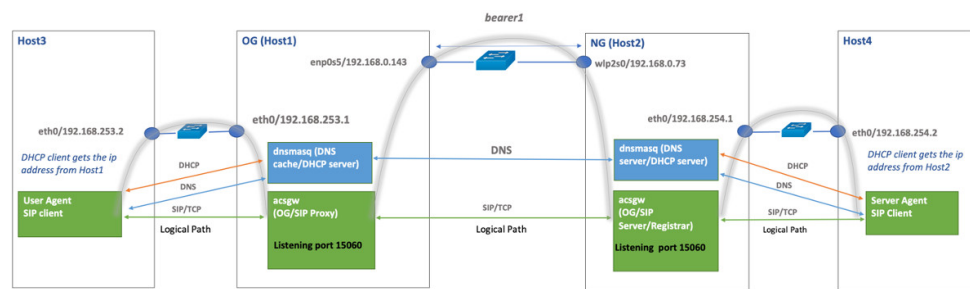 bearer1
Host3
OG (Host1)
NG (Host2)
Host4
enp0s5/192.168.0.143
wlp2s0/192.168.0.73
eth0/192.168.253.2
eth0/192.168.253.1
eth0/192.168.254.1
eth0/192.168.254.2
DHCP client gets the ip
address from Host1
DHCP
DNS
dnsmasq (DNS
cache/DHCP server)
DNS
dnsmasq (DNS
server/DHCP server)
DHCP
DNS
DHCP client gets the ip
address from Host2
User Agent
SIP client
SIP/TCP
Logical Path
acsgw
(OG/SIP Proxy)
Listening port 15060
SIP/TCP
Logical Path
acsgw
(OG/SIP
Server/Registrar)
Listening port 15060
SIP/TCP
Logical Path
Server Agent
SIP Client